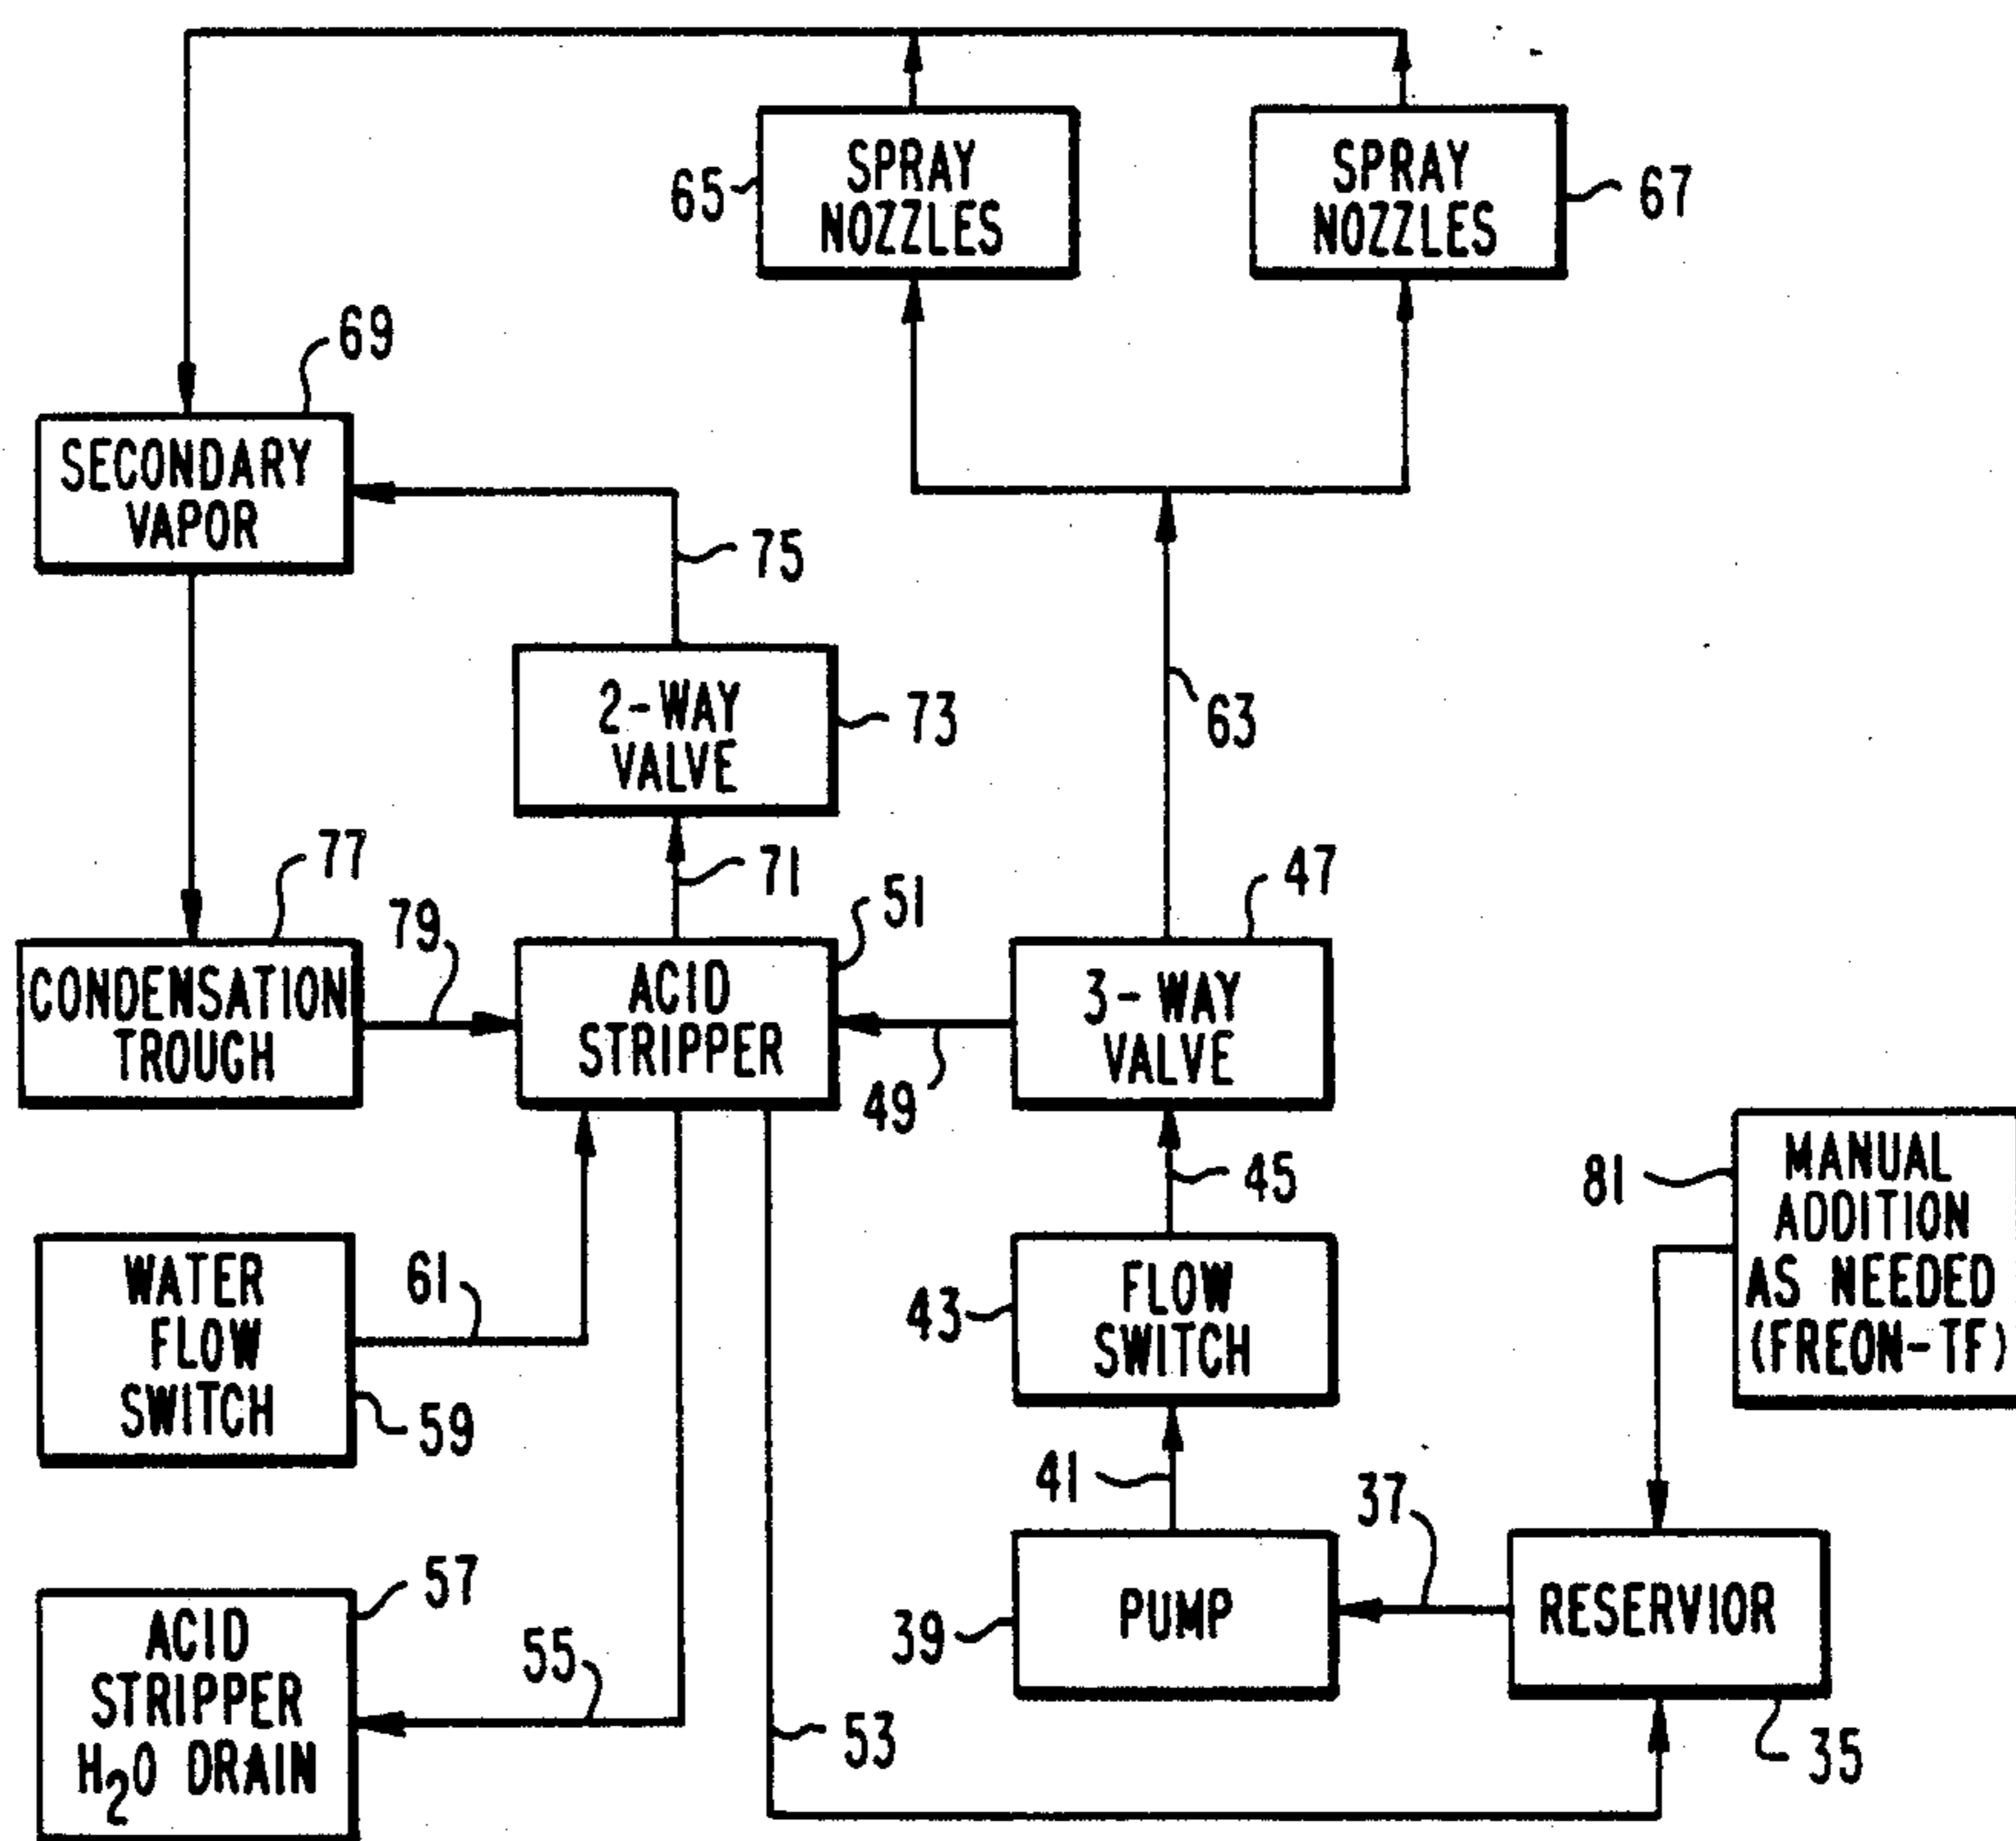 65
SPRAY
NOZZLES
SPRAY
NOZZLES
67
69
SECONDARY
VAPOR
75
2-WAY
VALVE
73
63
77
79
71
51
47
CONDENSATION
TROUGH
ACID
STRIPPER
49
3-WAY
VALVE
45
81
MANUAL
ADDITION
AS NEEDED
(FREON-TF)
WATER
FLOW
SWITCH
61
59
43
FLOW
SWITCH
41
37
57
ACID
STRIPPER
H2O DRAIN
55
53
39
PUMP
RESERVIOR
35